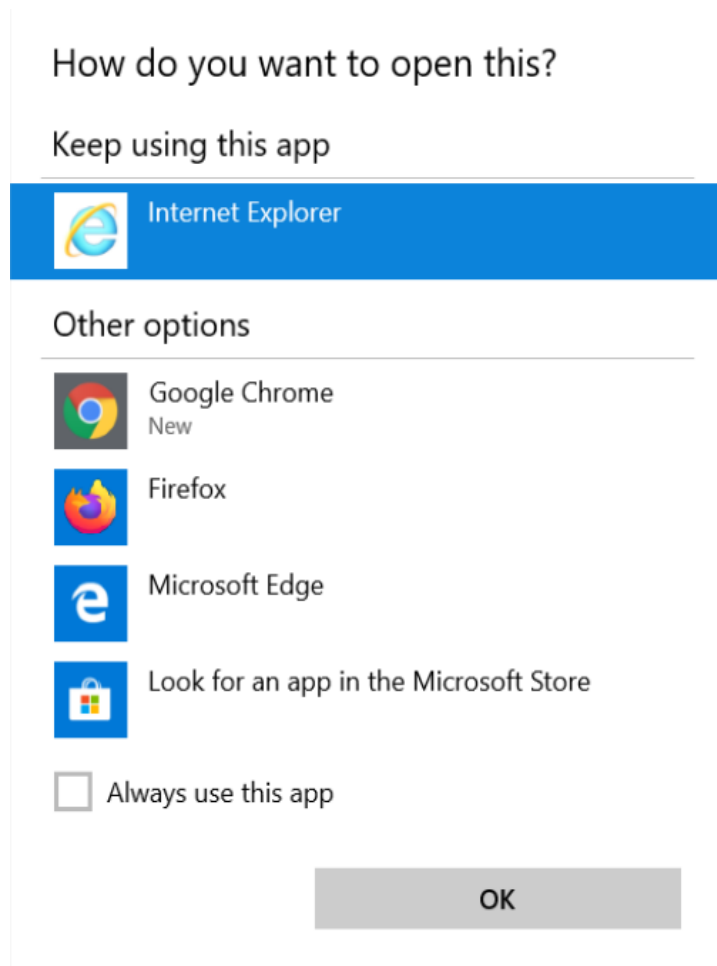 How do you want to open this?
Keep using this app
Internet Explorer
Other options
Google Chrome
New
Firefox
Microsoft Edge
Look for an app in the Microsoft Store
Always use this app
OK